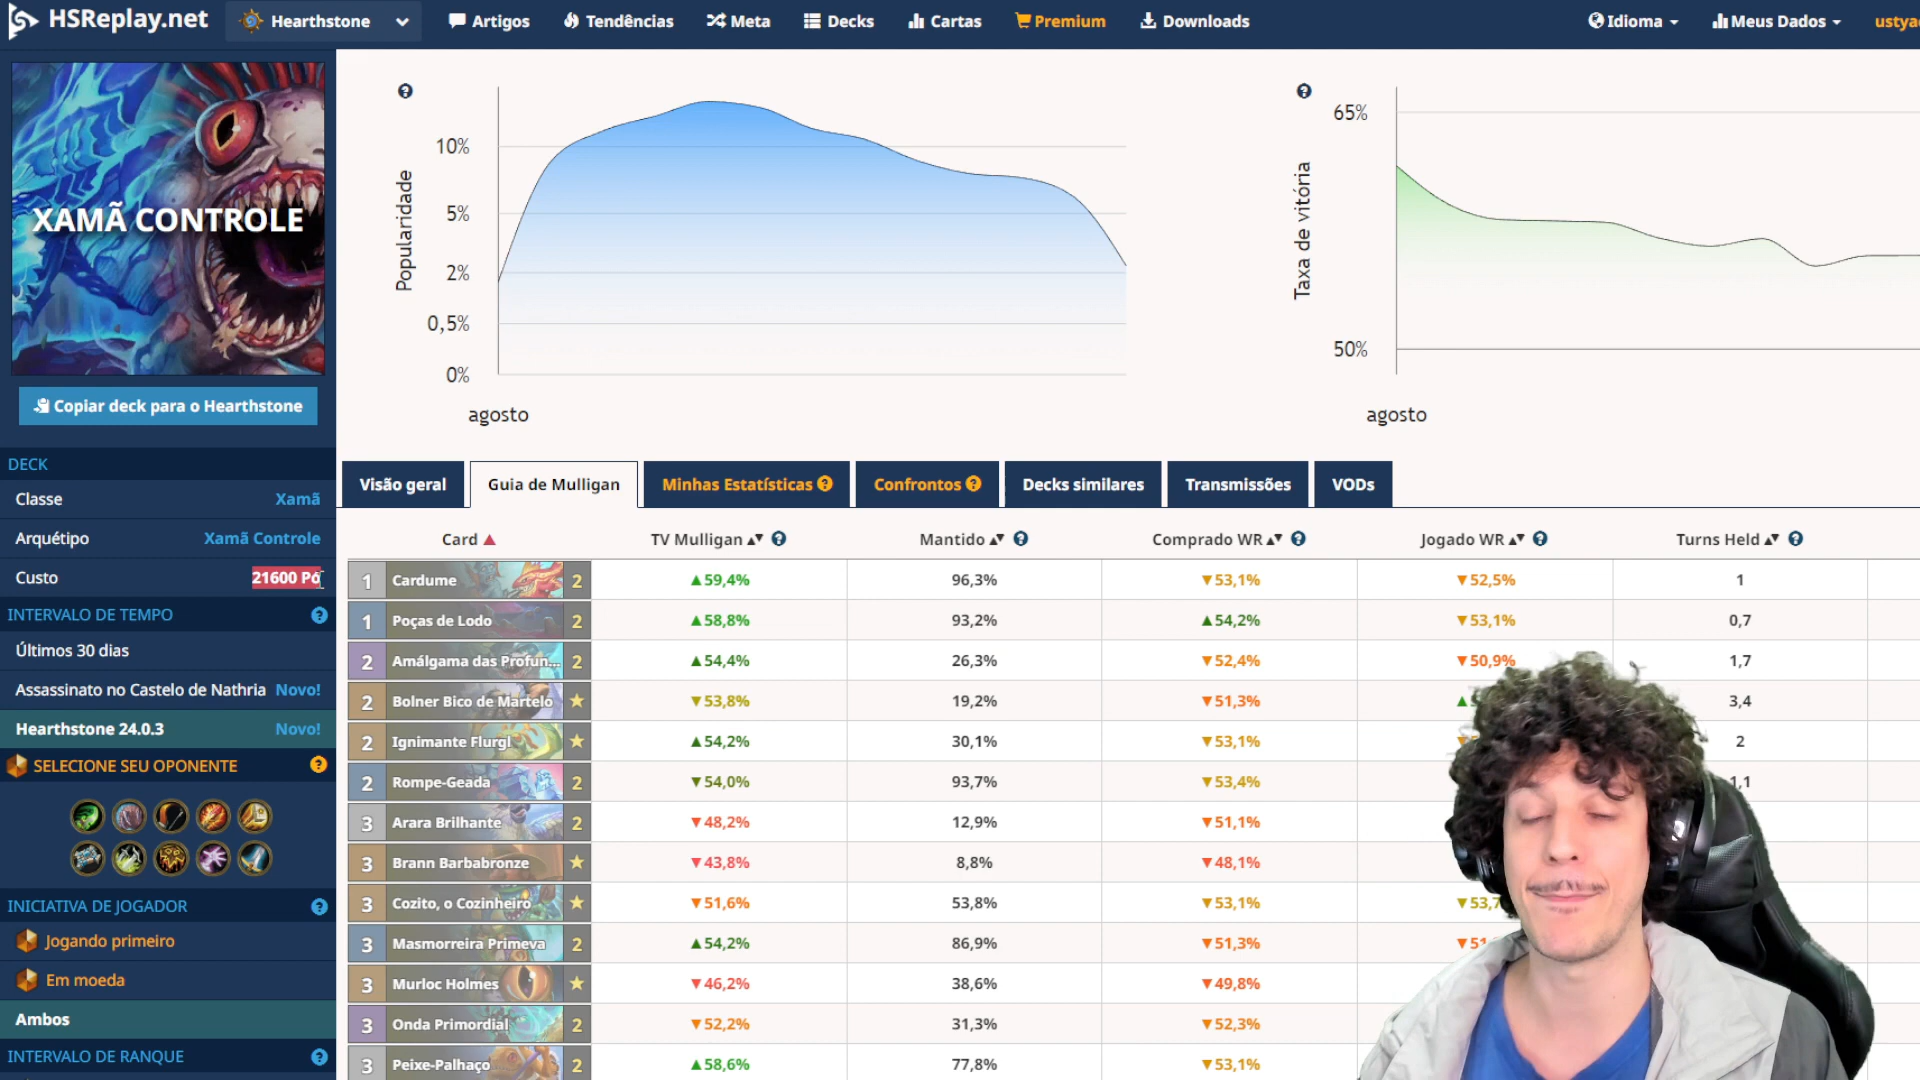 HSReplay.net
Hearthstone
Artigos
Tendências
Meta
Decks
Cartas
Premium
Downloads
Idioma
Meus Dados
XAMÃ CONTROLE
Copiar deck para o Hearthstone
DECK
Classe Xamã
Arquétipo Xamã Controle
Custo 21600 Pó
INTERVALO DE TEMPO
Últimos 30 dias
Assassinato no Castelo de Nathria Novo!
Hearthstone 24.0.3 Novo!
SELECIONE SEU OPONENTE
INICIATIVA DE JOGADOR
Jogando primeiro
Em moeda
Ambos
INTERVALO DE RANQUE
Popularidade
10%
5%
2%
0,5%
0%
agosto
Taxa de vitória
65%
50%
agosto
Visão geral
Guia de Mulligan
Minhas Estatísticas
Confrontos
Decks similares
Transmissões
VODs
Card ▲ TV Mulligan ▲▼ Mantido ▲▼ Comprado WR ▲▼ Jogado WR ▲▼ Turns Held ▲▼
1 Cardume 2 ▲59,4% 96,3% ▼53,1% ▼52,5% 1
1 Poças de Lodo 2 ▲58,8% 93,2% ▲54,2% ▼53,1% 0,7
2 Amálgama das Profun... 2 ▲54,4% 26,3% ▼52,4% ▼50,9% 1,7
2 Bolner Bico de Martelo ★ ▼53,8% 19,2% ▼51,3% ▲ 3,4
2 Ignimante Flurgl ★ ▲54,2% 30,1% ▼53,1% 2
2 Rompe-Geada 2 ▼54,0% 93,7% ▼53,4% 1,1
3 Arara Brilhante 2 ▼48,2% 12,9% ▼51,1%
3 Brann Barbabronze ★ ▼43,8% 8,8% ▼48,1%
3 Cozito, o Cozinheiro ★ ▼51,6% 53,8% ▼53,1% ▼53,7
3 Masmorreira Primeva 2 ▲54,2% 86,9% ▼51,3% ▼51
3 Murloc Holmes ★ ▼46,2% 38,6% ▼49,8%
3 Onda Primordial 2 ▼52,2% 31,3% ▼52,3%
3 Peixe-Palhaço 2 ▲58,6% 77,8% ▼53,1%